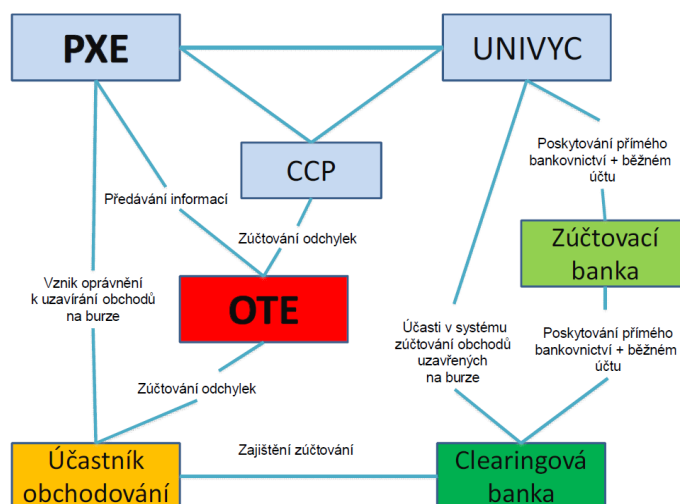 PXE
UNIVYC
CCP
Poskytování přímého
bankovnictví + běžném
účtu
Předávání informací
Zúčtování odchylek
Zúčtovací
banka
Vznik oprávnění
k uzavírání obchodů
na burze
OTE
Účasti v systému
zúčtování obchodů
uzavřených
na burze
Poskytování přímého
bankovnictví + běžném
účtu
Zúčtování odchylek
Účastník
obchodování
Zajištění zúčtování
Clearingová
banka